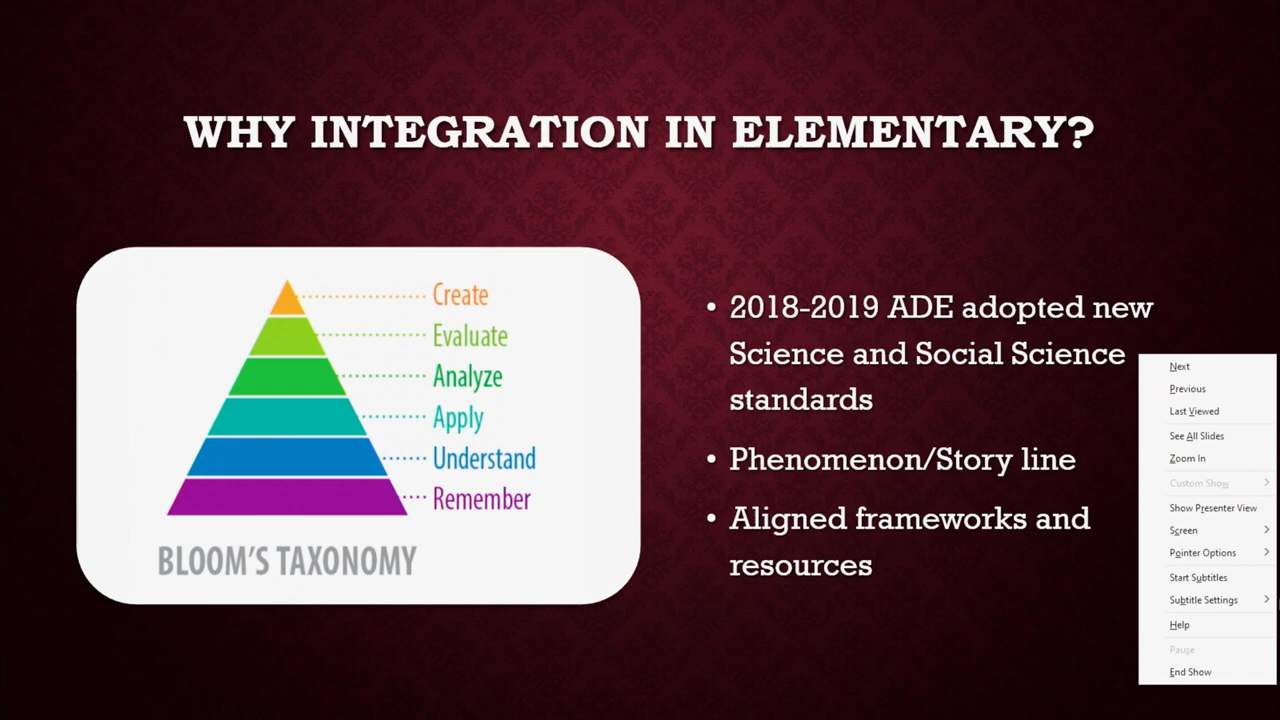 WHY INTEGRATION IN ELEMENTARY?
Create
Evaluate
Analyze
Apply
Understand
Remember
BLOOM'S TAXONOMY
• 2018-2019 ADE adopted new
Science and Social Science
standards
• Phenomenon/Story line
• Aligned frameworks and
resources
Next
Previous
Last Viewed
See All Slides
Zoom In
Custom Show
Show Presenter View
Screen
Pointer Options
Start Subtitles
Subtitle Settings
Help
Pause
End Show